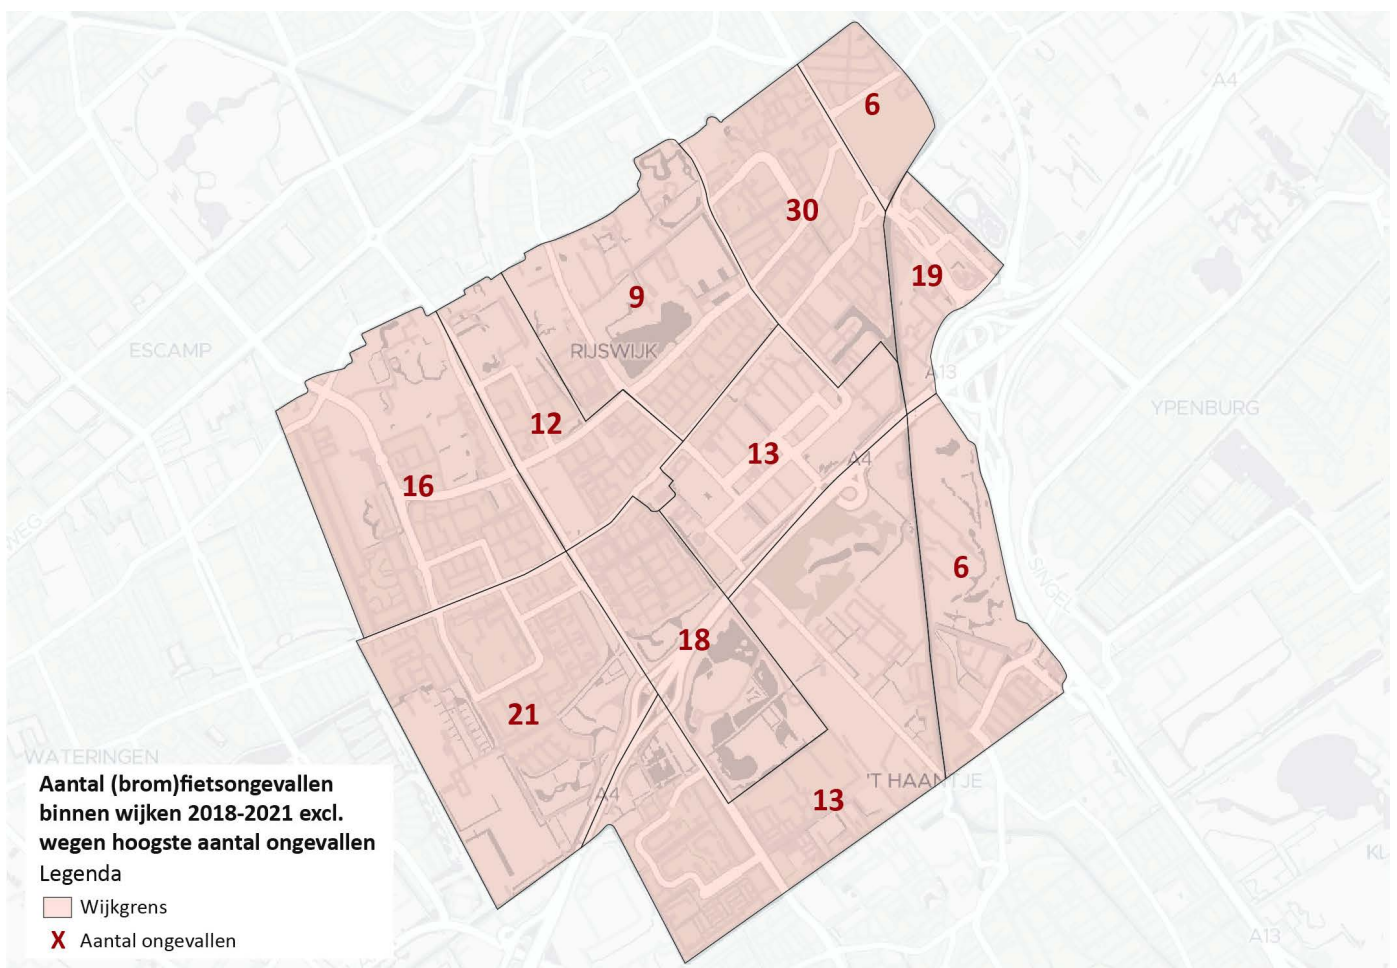 A4
6
30
19
9
RIJSWIJK
ESCAMP
A13
YPENBURG
12
13
A4
16
WEG
6
SINGEL
18
21
WATERINGEN
'T HAANTJE
A4
13
KL
A13
Aantal (brom)fietsongevallen
binnen wijken 2018-2021 excl.
wegen hoogste aantal ongevallen
Legenda
Wijkgrens
X Aantal ongevallen